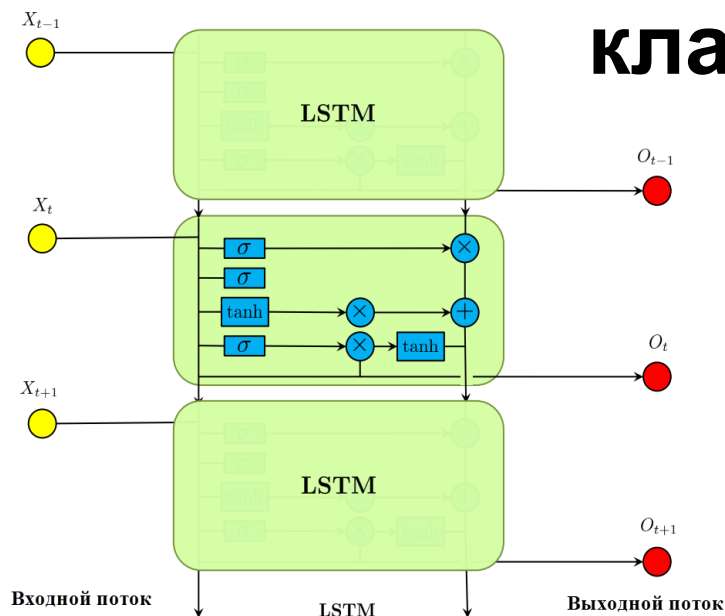 X_{t-1}
кла
LSTM
O_{t-1}
X_t
σ ×
σ
tanh × +
σ × tanh
O_t
X_{t+1}
LSTM
O_{t+1}
Входной поток
Выходной поток
LSTM